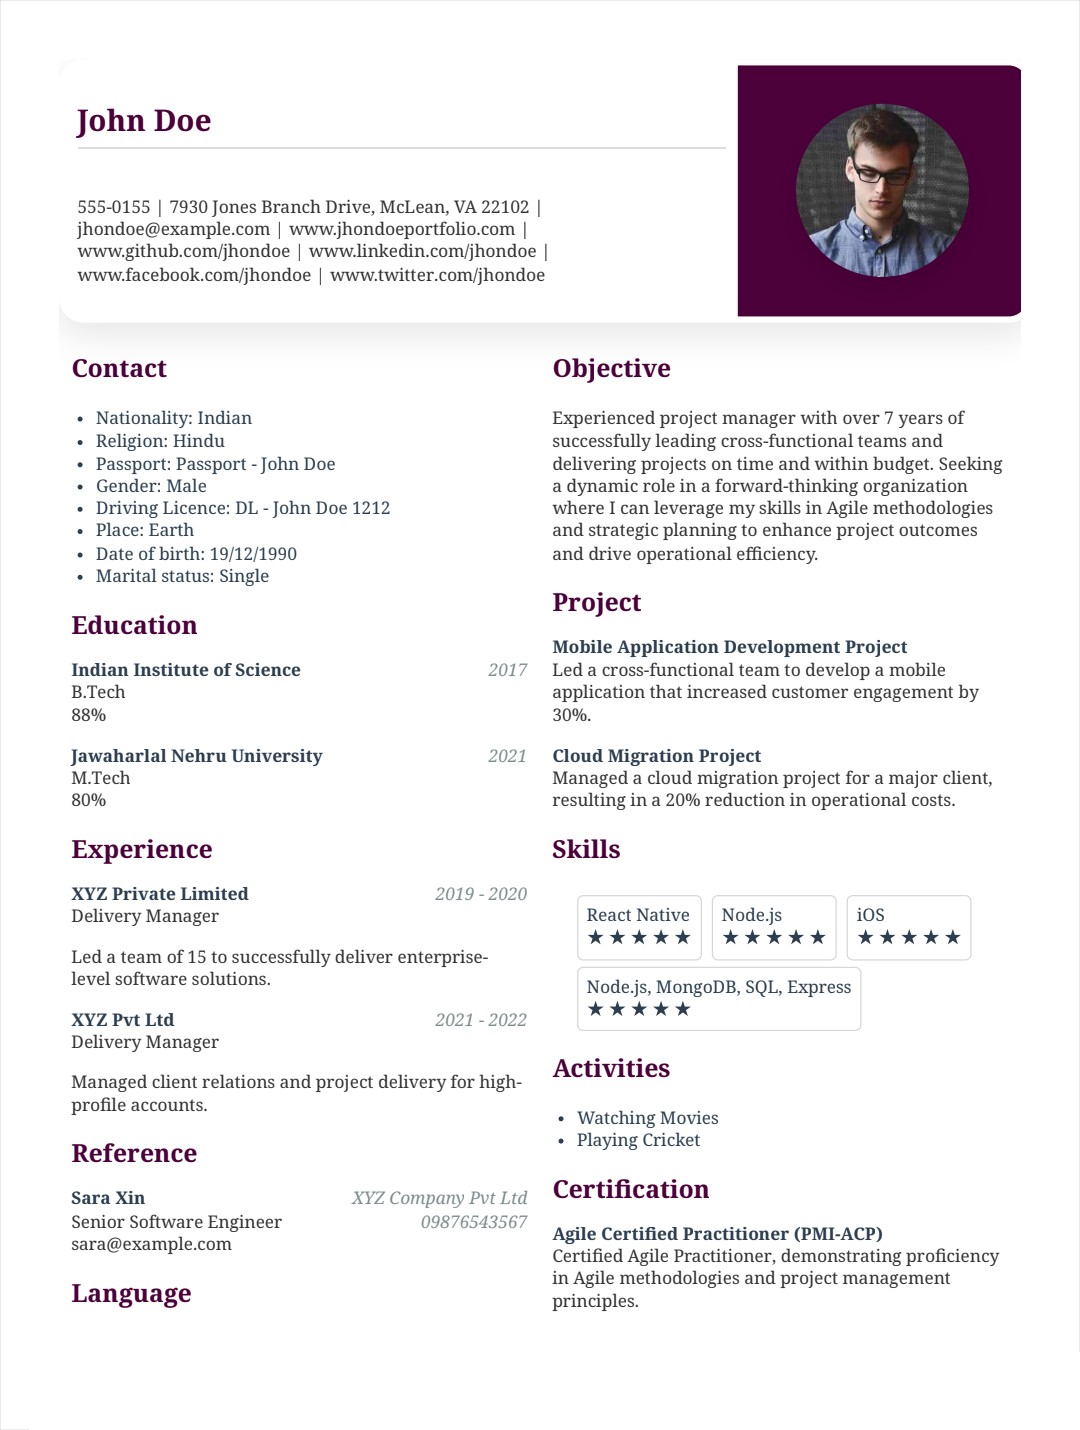 John Doe
555-0155 | 7930 Jones Branch Drive, McLean, VA 22102 |
jhondoe@example.com | www.jhondoeportfolio.com |
www.github.com/jhondoe | www.linkedin.com/jhondoe |
www.facebook.com/jhondoe | www.twitter.com/jhondoe
Contact
• Nationality: Indian
• Religion: Hindu
• Passport: Passport - John Doe
• Gender: Male
• Driving Licence: DL - John Doe 1212
• Place: Earth
• Date of birth: 19/12/1990
• Marital status: Single
Education
Indian Institute of Science 2017
B.Tech
88%
Jawaharlal Nehru University 2021
M.Tech
80%
Experience
XYZ Private Limited 2019 - 2020
Delivery Manager
Led a team of 15 to successfully deliver enterprise-
level software solutions.
XYZ Pvt Ltd 2021 - 2022
Delivery Manager
Managed client relations and project delivery for high-
profile accounts.
Reference
Sara Xin XYZ Company Pvt Ltd
Senior Software Engineer 09876543567
sara@example.com
Language
Objective
Experienced project manager with over 7 years of
successfully leading cross-functional teams and
delivering projects on time and within budget. Seeking
a dynamic role in a forward-thinking organization
where I can leverage my skills in Agile methodologies
and strategic planning to enhance project outcomes
and drive operational efficiency.
Project
Mobile Application Development Project
Led a cross-functional team to develop a mobile
application that increased customer engagement by
30%.
Cloud Migration Project
Managed a cloud migration project for a major client,
resulting in a 20% reduction in operational costs.
Skills
React Native Node.js iOS
★★★★★ ★★★★★ ★★★★★
Node.js, MongoDB, SQL, Express
★★★★★
Activities
• Watching Movies
• Playing Cricket
Certification
Agile Certified Practitioner (PMI-ACP)
Certified Agile Practitioner, demonstrating proficiency
in Agile methodologies and project management
principles.